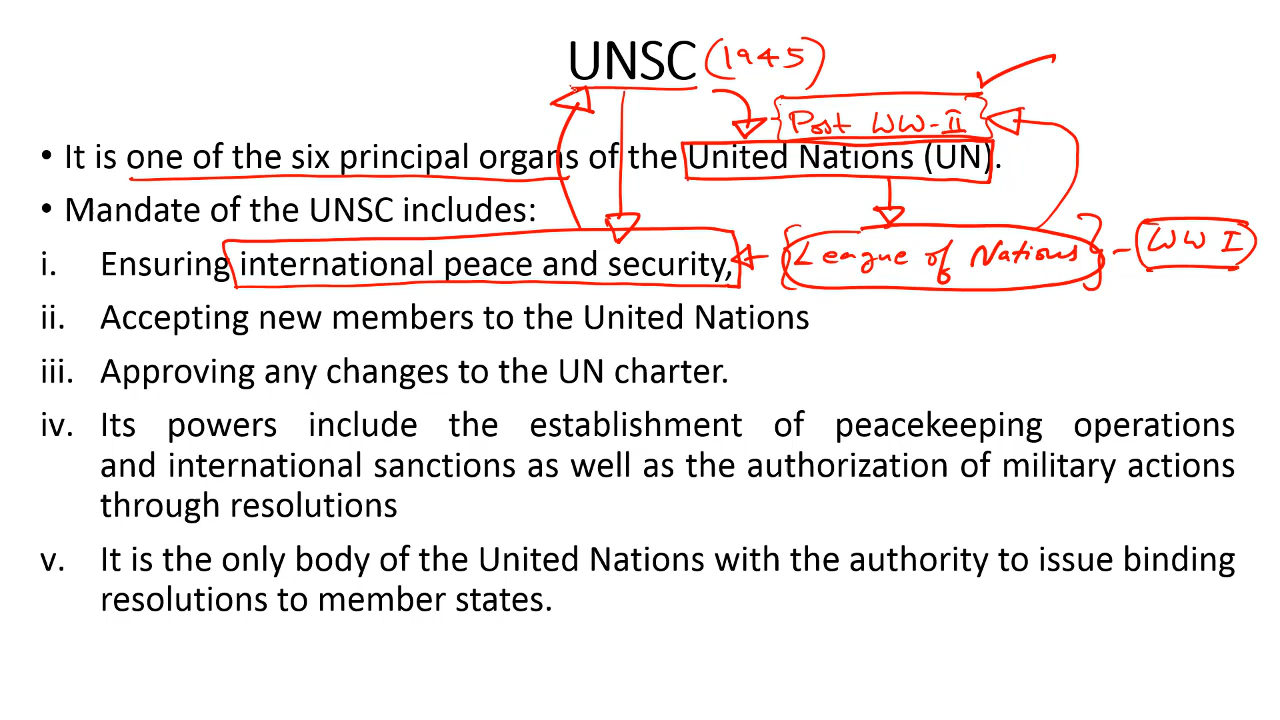 UNSC (1945)
Post WW-II
• It is one of the six principal organs of the United Nations (UN).
• Mandate of the UNSC includes:
i. Ensuring international peace and security, League of Nations - WW I
ii. Accepting new members to the United Nations
iii. Approving any changes to the UN charter.
iv. Its powers include the establishment of peacekeeping operations
and international sanctions as well as the authorization of military actions
through resolutions
v. It is the only body of the United Nations with the authority to issue binding
resolutions to member states.